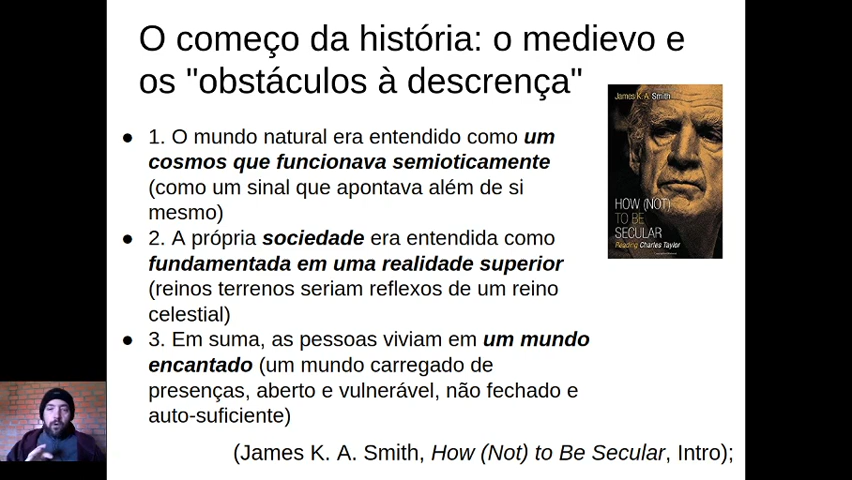 O começo da história: o medievo e
os "obstáculos à descrença"
● 1. O mundo natural era entendido como um
cosmos que funcionava semioticamente
(como um sinal que apontava além de si
mesmo)
● 2. A própria sociedade era entendida como
fundamentada em uma realidade superior
(reinos terrenos seriam reflexos de um reino
celestial)
● 3. Em suma, as pessoas viviam em um mundo
encantado (um mundo carregado de
presenças, aberto e vulnerável, não fechado e
auto-suficiente)
(James K. A. Smith, How (Not) to Be Secular, Intro);
James K. A. Smith
HOW (NOT)
TO BE
SECULAR
Reading Charles Taylor